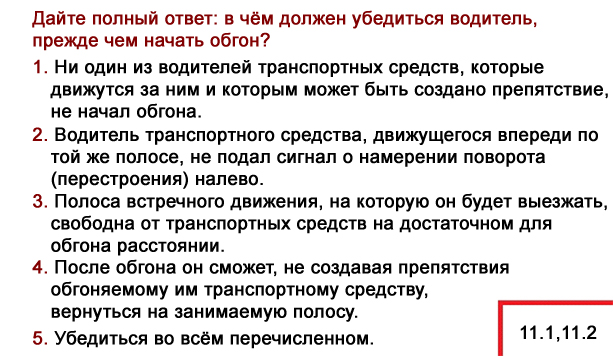 Дайте полный ответ: в чём должен убедиться водитель,
прежде чем начать обгон?
1. Ни один из водителей транспортных средств, которые
движутся за ним и которым может быть создано препятствие,
не начал обгона.
2. Водитель транспортного средства, движущегося впереди по
той же полосе, не подал сигнал о намерении поворота
(перестроения) налево.
3. Полоса встречного движения, на которую он будет выезжать,
свободна от транспортных средств на достаточном для
обгона расстоянии.
4. После обгона он сможет, не создавая препятствия
обгоняемому им транспортному средству,
вернуться на занимаемую полосу.
5. Убедиться во всём перечисленном.
11.1,11.2